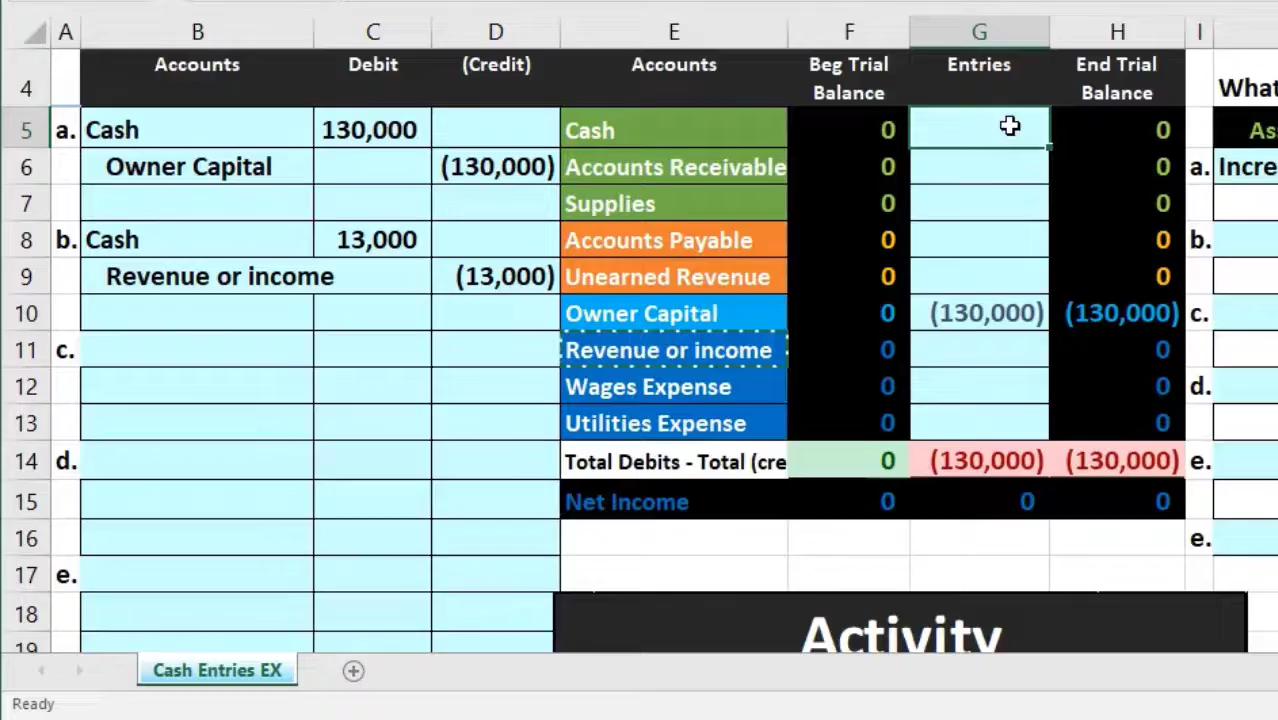 A B C D E F G H I
4 Accounts Debit (Credit) Accounts Beg Trial Balance Entries End Trial Balance What
5 a. Cash 130,000 Cash 0 0 As
6 Owner Capital (130,000) Accounts Receivable 0 0 a. Incre
7 Supplies 0 0
8 b. Cash 13,000 Accounts Payable 0 0 b.
9 Revenue or income (13,000) Unearned Revenue 0 0
10 Owner Capital 0 (130,000) (130,000) c.
11 c. Revenue or income 0 0
12 Wages Expense 0 0 d.
13 Utilities Expense 0 0
14 d. Total Debits - Total (cre 0 (130,000) (130,000) e.
15 Net Income 0 0 0
16 e.
17 e.
18 Activity
19
Cash Entries EX
Ready